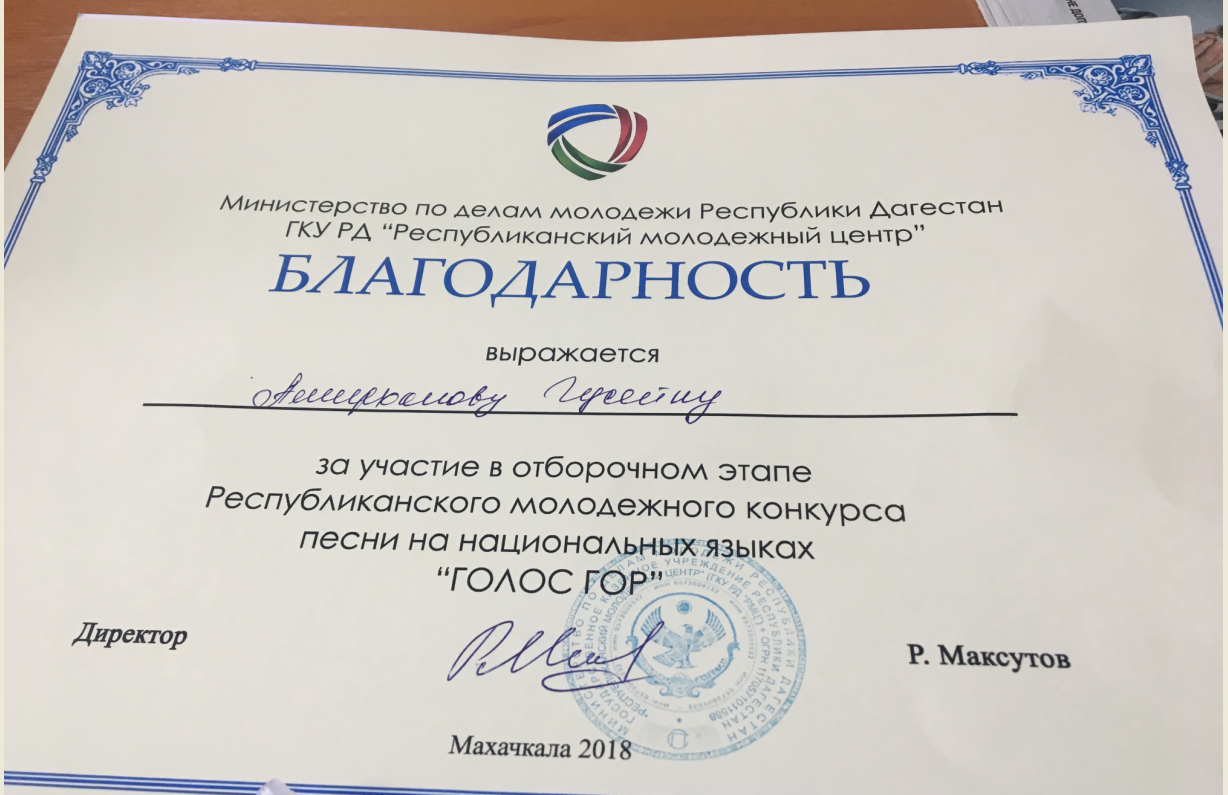 Министерство по делам молодежи Республики Дагестан
ГКУ РД “Республиканский молодежный центр”
БЛАГОДАРНОСТЬ
выражается
Амирханову Гусейну
за участие в отборочном этапе
Республиканского молодежного конкурса
песни на национальных языках
“ГОЛОС ГОР”
Директор
Р. Максутов
Махачкала 2018